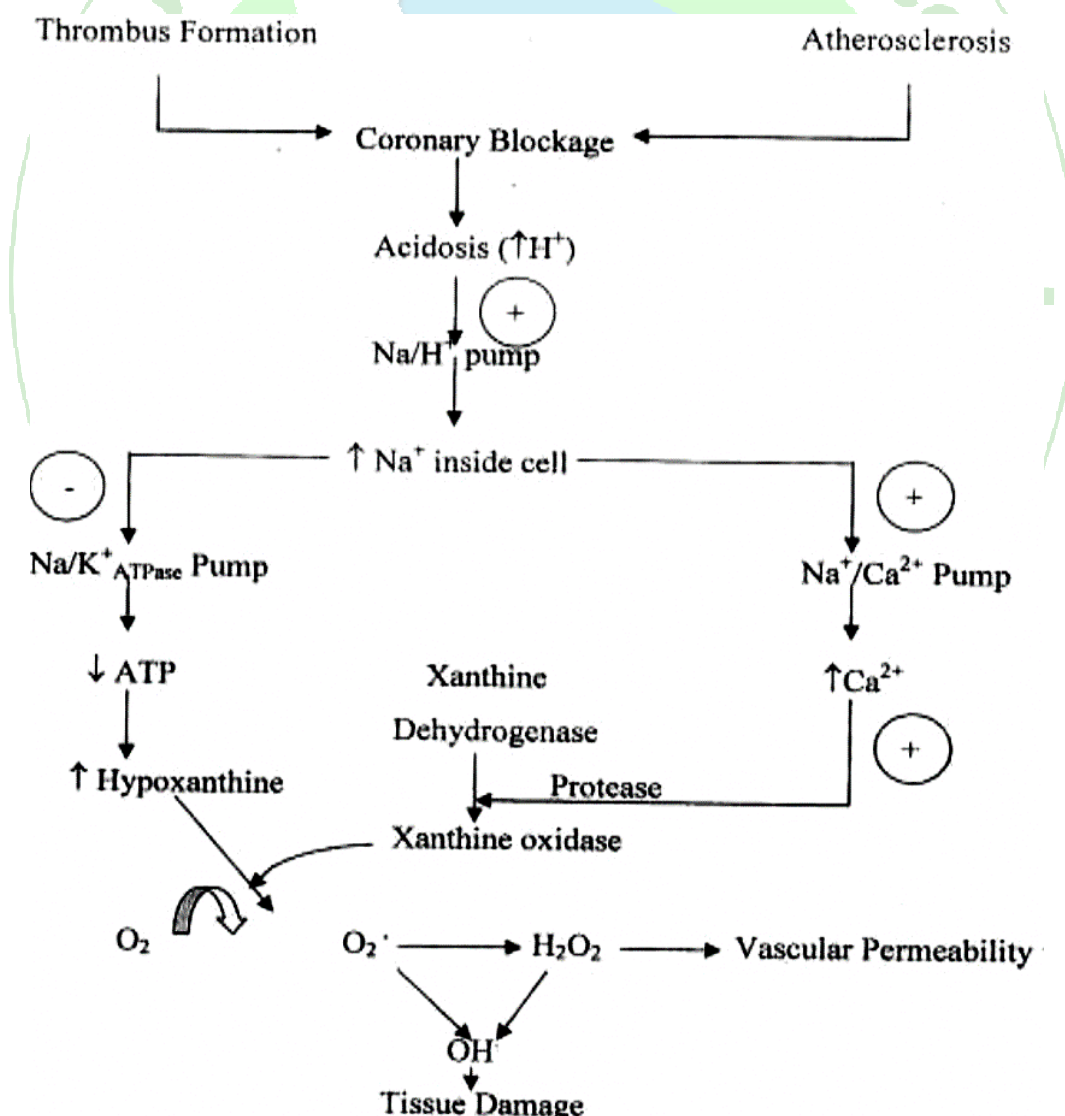 Thrombus Formation
Atherosclerosis
Coronary Blockage
Acidosis (↑H⁺)
+
Na/H⁺ pump
↑ Na⁺ inside cell
-
+
Na/K⁺ ATPase Pump
Na⁺/Ca²⁺ Pump
↓ ATP
Xanthine
↑Ca²⁺
Dehydrogenase
+
↑ Hypoxanthine
Protease
Xanthine oxidase
O₂
O₂˙
H₂O₂
Vascular Permeability
OH˙
Tissue Damage